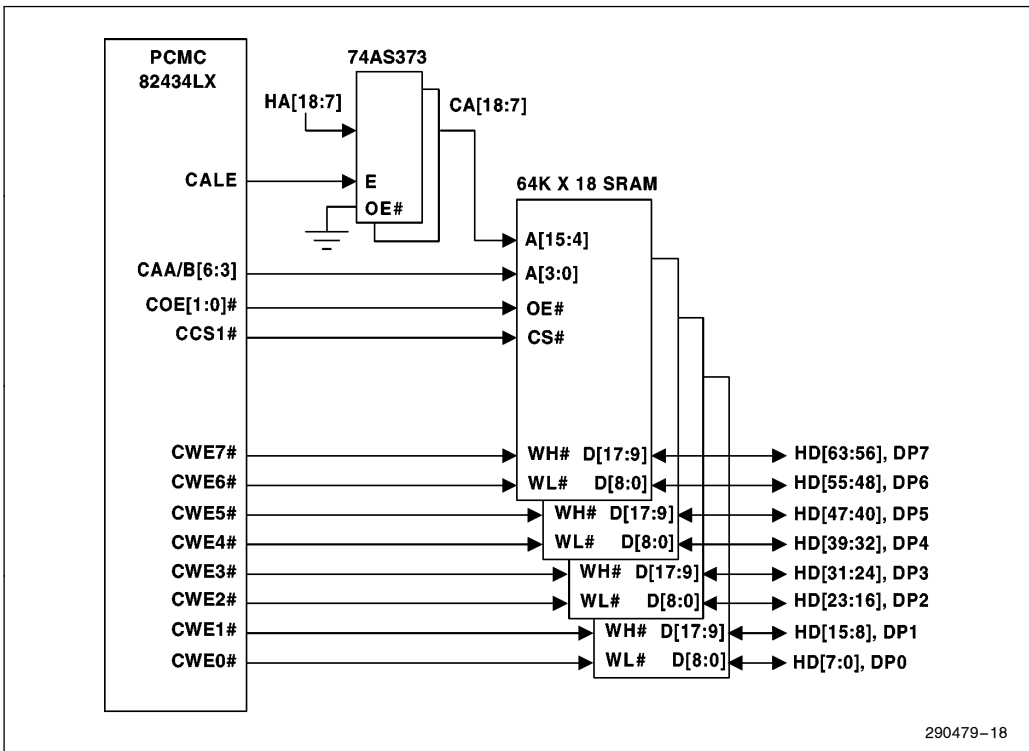 PCMC
82434LX
74AS373
HA[18:7]
CA[18:7]
CALE
E
OE#
64K X 18 SRAM
A[15:4]
CAA/B[6:3]
A[3:0]
COE[1:0]#
OE#
CCS1#
CS#
CWE7#
WH# D[17:9]
HD[63:56], DP7
CWE6#
WL# D[8:0]
HD[55:48], DP6
CWE5#
WH# D[17:9]
HD[47:40], DP5
CWE4#
WL# D[8:0]
HD[39:32], DP4
CWE3#
WH# D[17:9]
HD[31:24], DP3
CWE2#
WL# D[8:0]
HD[23:16], DP2
CWE1#
WH# D[17:9]
HD[15:8], DP1
CWE0#
WL# D[8:0]
HD[7:0], DP0
290479–18